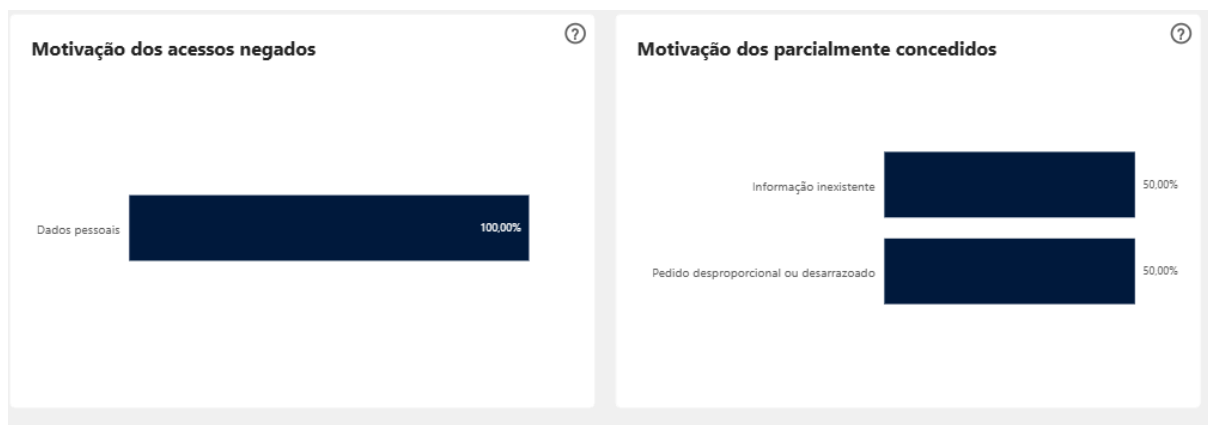 Motivação dos acessos negados
?
Dados pessoais
100,00%
Motivação dos parcialmente concedidos
?
Informação inexistente
50,00%
Pedido desproporcional ou desarrazoado
50,00%